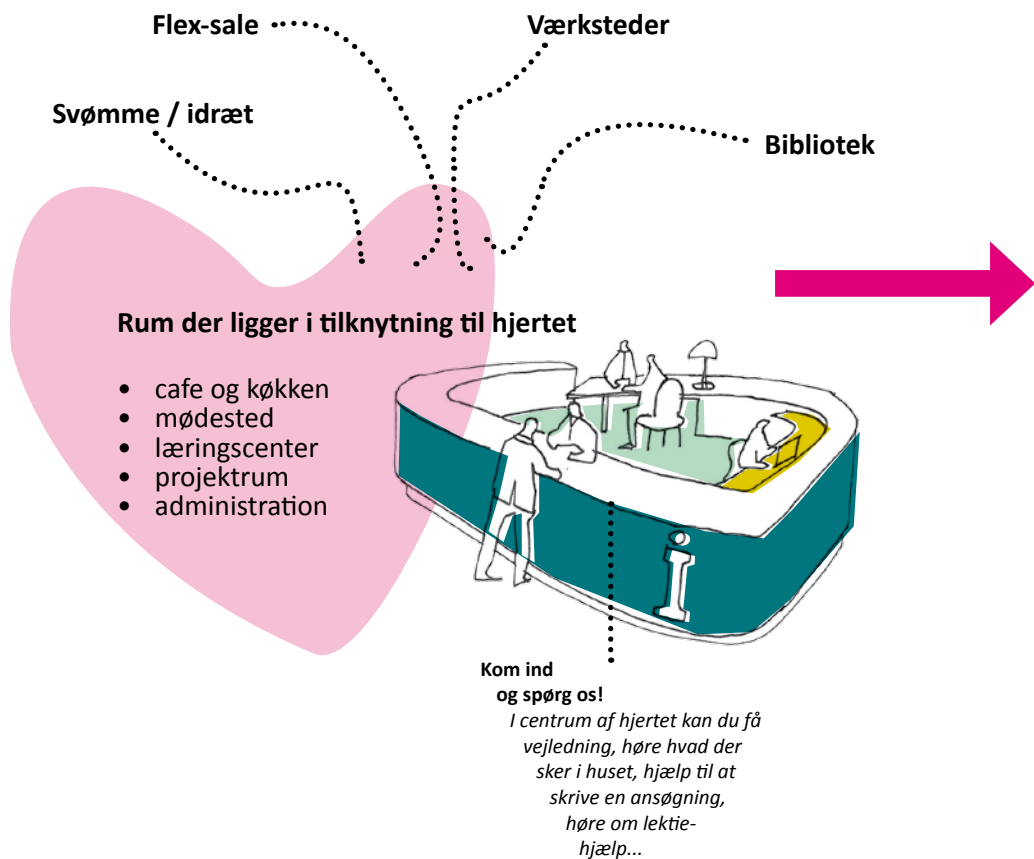 Flex-sale
Værksteder
Svømme / idræt
Bibliotek
Rum der ligger i tilknytning til hjertet
• cafe og køkken
• mødested
• læringscenter
• projektrum
• administration
i
Kom ind
og spørg os!
I centrum af hjertet kan du få
vejledning, høre hvad der
sker i huset, hjælp til at
skrive en ansøgning,
høre om lektie-
hjælp...